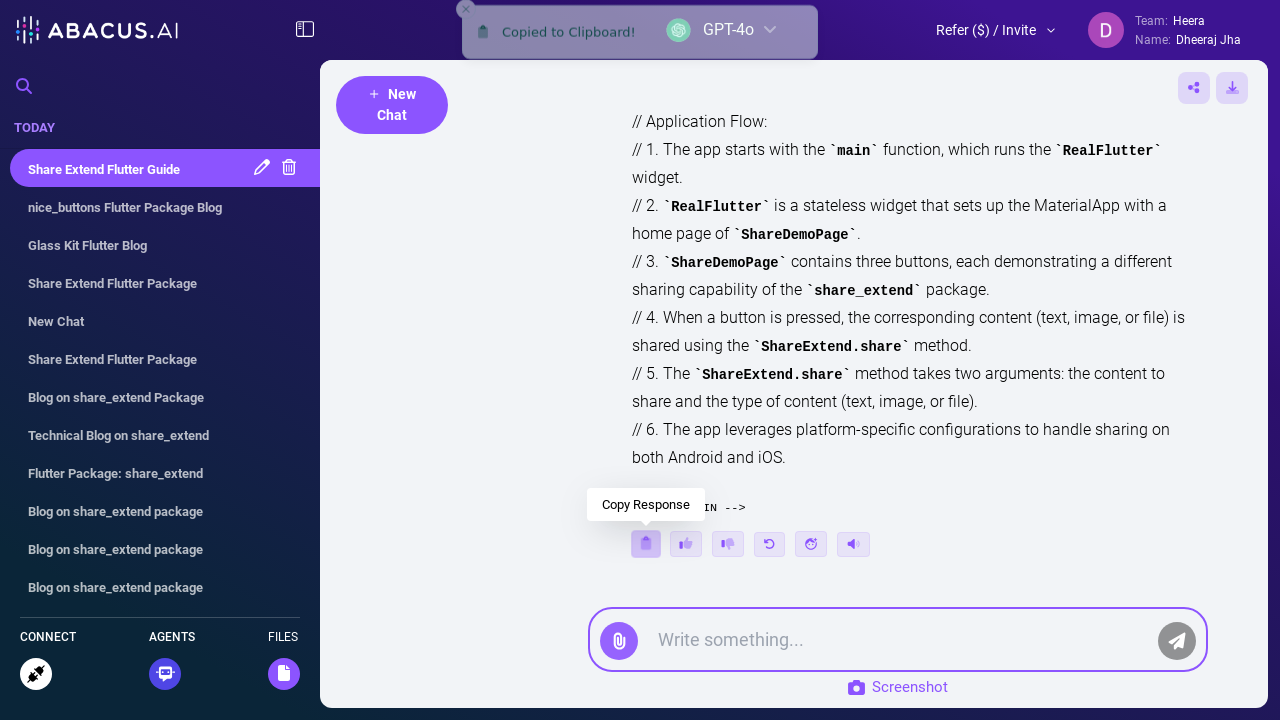 ABACUS.AI
Copied to Clipboard!
GPT-4o
Refer ($) / Invite
D
Team: Heera
Name: Dheeraj Jha
TODAY
Share Extend Flutter Guide
nice_buttons Flutter Package Blog
Glass Kit Flutter Blog
Share Extend Flutter Package
New Chat
Share Extend Flutter Package
Blog on share_extend Package
Technical Blog on share_extend
Flutter Package: share_extend
Blog on share_extend package
Blog on share_extend package
Blog on share_extend package
CONNECT
AGENTS
FILES
+ New
Chat
// Application Flow:
// 1. The app starts with the `main` function, which runs the `RealFlutter`
widget.
// 2. `RealFlutter` is a stateless widget that sets up the MaterialApp with a
home page of `ShareDemoPage`.
// 3. `ShareDemoPage` contains three buttons, each demonstrating a different
sharing capability of the `share_extend` package.
// 4. When a button is pressed, the corresponding content (text, image, or file) is
shared using the `ShareExtend.share` method.
// 5. The `ShareExtend.share` method takes two arguments: the content to
share and the type of content (text, image, or file).
// 6. The app leverages platform-specific configurations to handle sharing on
both Android and iOS.
Copy Response
IN -->
Write something...
Screenshot